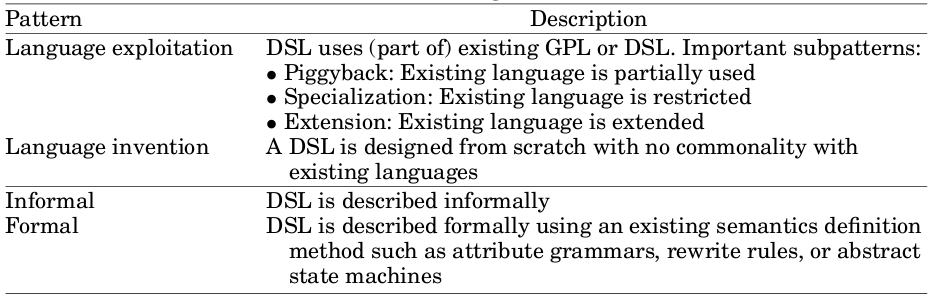 Pattern Description
Language exploitation DSL uses (part of) existing GPL or DSL. Important subpatterns:
• Piggyback: Existing language is partially used
• Specialization: Existing language is restricted
• Extension: Existing language is extended
Language invention A DSL is designed from scratch with no commonality with
existing languages
Informal DSL is described informally
Formal DSL is described formally using an existing semantics definition
method such as attribute grammars, rewrite rules, or abstract
state machines